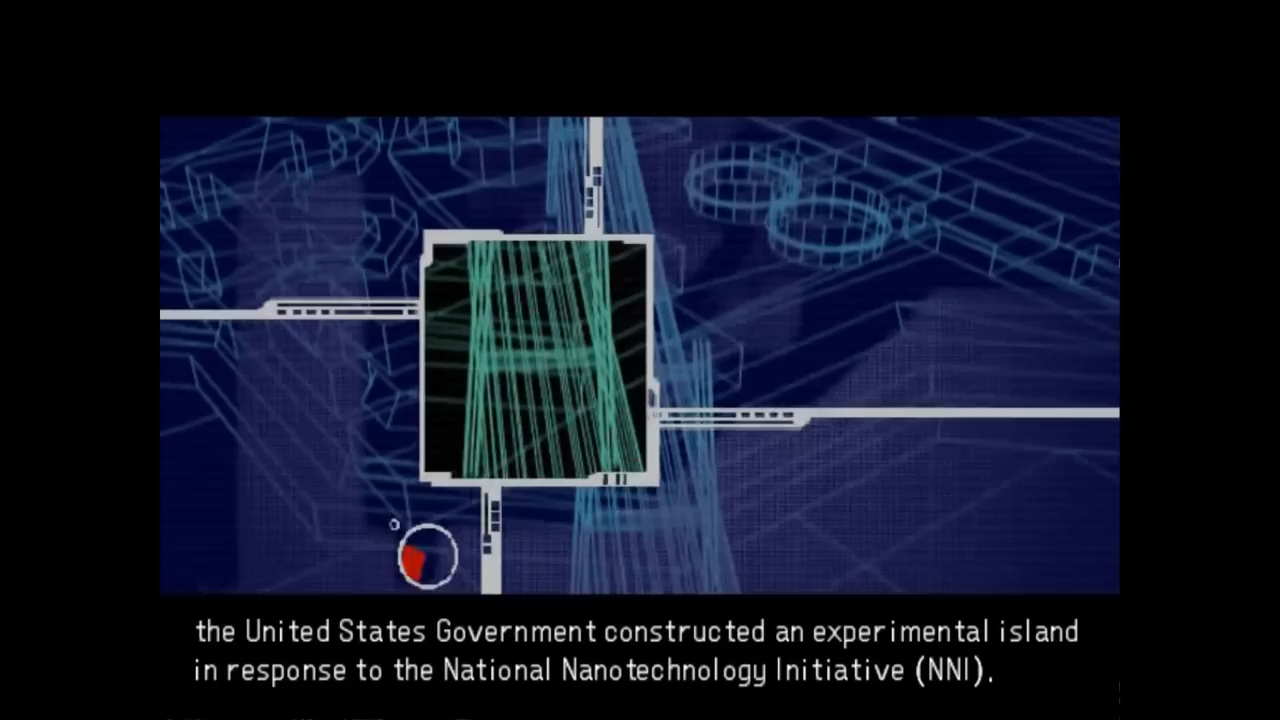 the United States Government constructed an experimental island
in response to the National Nanotechnology Initiative (NNI).